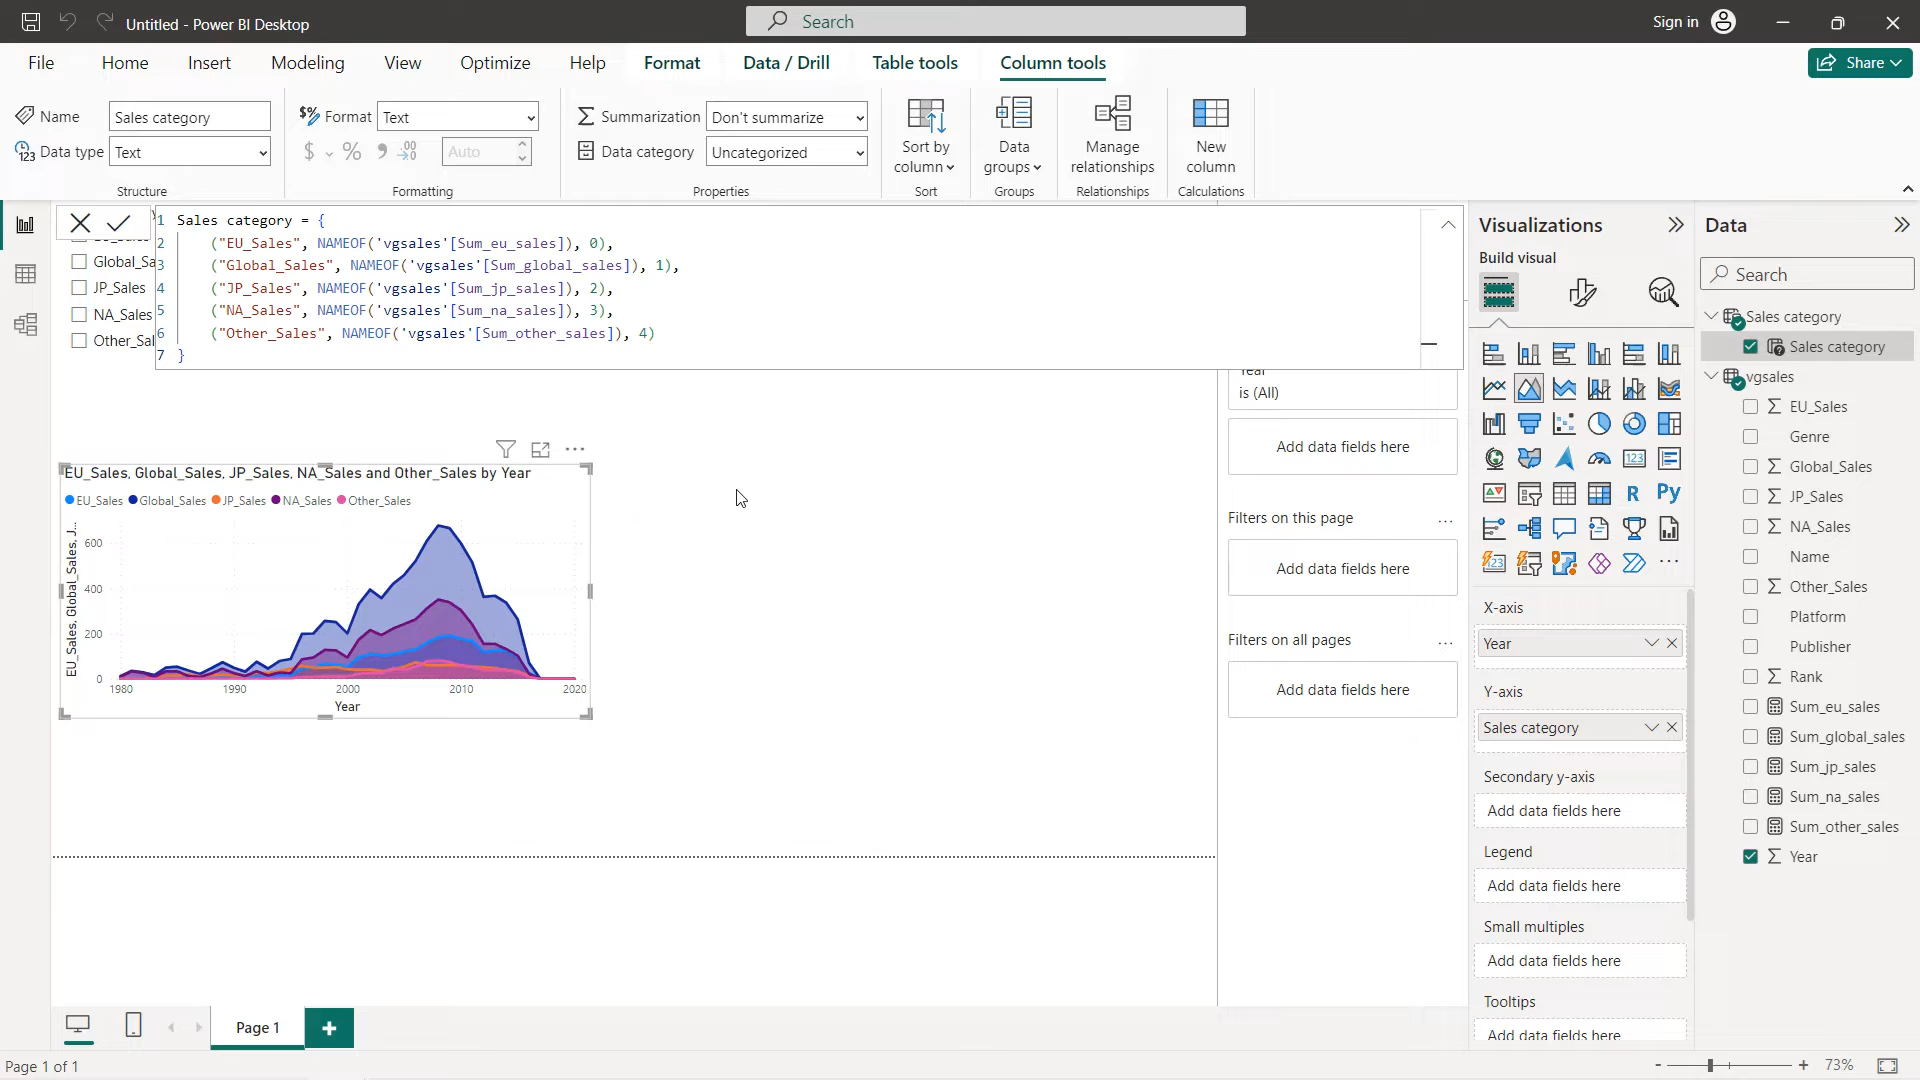 Untitled - Power BI Desktop
Search
Sign in
File
Home
Insert
Modeling
View
Optimize
Help
Format
Data / Drill
Table tools
Column tools
Share
Name
Sales category
Data type
Text
Structure
Format
Text
$
%
Auto
Formatting
Summarization
Don't summarize
Data category
Uncategorized
Properties
Sort by
column
Sort
Data
groups
Groups
Manage
relationships
Relationships
New
column
Calculations
1 Sales category = {
2 ("EU_Sales", NAMEOF('vgsales'[Sum_eu_sales]), 0),
3 ("Global_Sales", NAMEOF('vgsales'[Sum_global_sales]), 1),
4 ("JP_Sales", NAMEOF('vgsales'[Sum_jp_sales]), 2),
5 ("NA_Sales", NAMEOF('vgsales'[Sum_na_sales]), 3),
6 ("Other_Sales", NAMEOF('vgsales'[Sum_other_sales]), 4)
7 }
Global_Sa
JP_Sales
NA_Sales
Other_Sal
EU_Sales, Global_Sales, JP_Sales, NA_Sales and Other_Sales by Year
EU_Sales Global_Sales JP_Sales NA_Sales Other_Sales
EU_Sales, Global_Sales, J...
600
400
200
0
1980 1990 2000 2010 2020
Year
Year
is (All)
Add data fields here
Filters on this page
...
Add data fields here
Filters on all pages
...
Add data fields here
Visualizations
Build visual
X-axis
Year
Y-axis
Sales category
Secondary y-axis
Add data fields here
Legend
Add data fields here
Small multiples
Add data fields here
Tooltips
Add data fields here
Data
Search
Sales category
Sales category
vgsales
EU_Sales
Genre
Global_Sales
JP_Sales
NA_Sales
Name
Other_Sales
Platform
Publisher
Rank
Sum_eu_sales
Sum_global_sales
Sum_jp_sales
Sum_na_sales
Sum_other_sales
Year
Page 1
Page 1 of 1
- + 73%